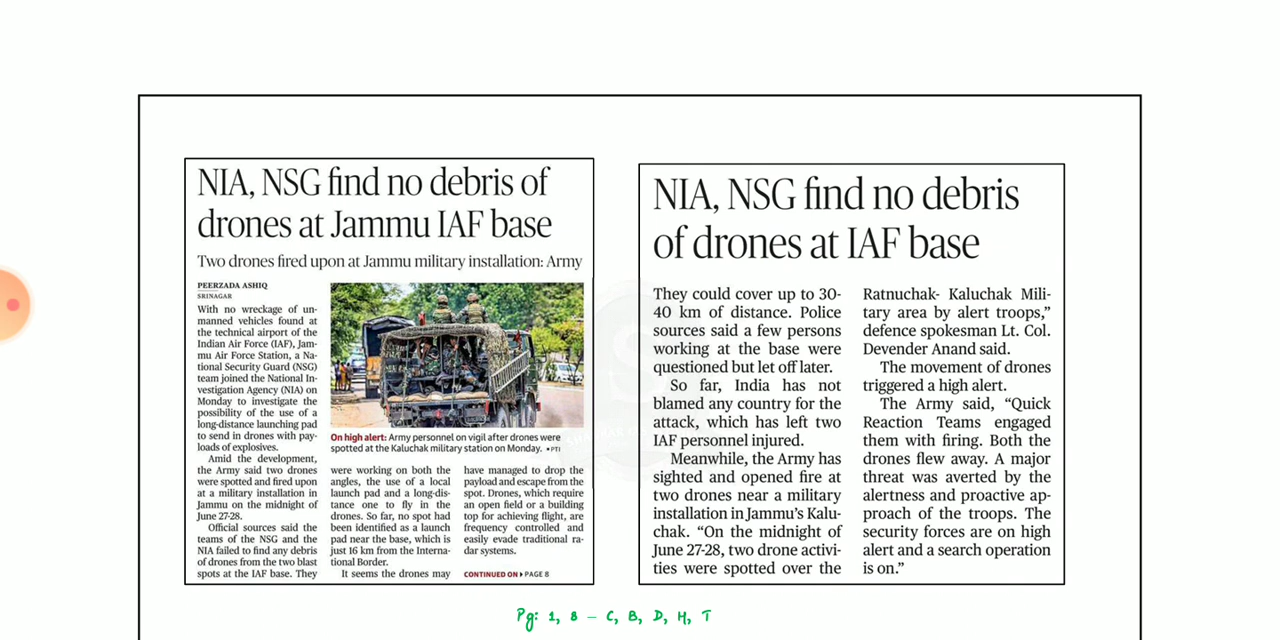 NIA, NSG find no debris of
drones at Jammu IAF base
Two drones fired upon at Jammu military installation: Army
PEERZADA ASHIQ
SRINAGAR
With no wreckage of un-
manned vehicles found at
the technical airport of the
Indian Air Force (IAF), Jam-
mu Air Force Station, a Na-
tional Security Guard (NSG)
team joined the National In-
vestigation Agency (NIA) on
Monday to investigate the
possibility of the use of a
long-distance launching pad
to send in drones with pay-
loads of explosives.
Amid the development,
the Army said two drones
were spotted and fired upon
at a military installation in
Jammu on the midnight of
June 27-28.
Official sources said the
teams of the NSG and the
NIA failed to find any debris
of drones from the two blast
spots at the IAF base. They
On high alert: Army personnel on vigil after drones were
spotted at the Kaluchak military station on Monday. • PTI
were working on both the
angles, the use of a local
launch pad and a long-dis-
tance one to fly in the
drones. So far, no spot had
been identified as a launch
pad near the base, which is
just 16 km from the Interna-
tional Border.
It seems the drones may
have managed to drop the
payload and escape from the
spot. Drones, which require
an open field or a building
top for achieving flight, are
frequency controlled and
easily evade traditional ra-
dar systems.
CONTINUED ON ▸ PAGE 8
NIA, NSG find no debris
of drones at IAF base
They could cover up to 30-
40 km of distance. Police
sources said a few persons
working at the base were
questioned but let off later.
So far, India has not
blamed any country for the
attack, which has left two
IAF personnel injured.
Meanwhile, the Army has
sighted and opened fire at
two drones near a military
installation in Jammu's Kalu-
chak. “On the midnight of
June 27-28, two drone activi-
ties were spotted over the
Ratnuchak- Kaluchak Mili-
tary area by alert troops,”
defence spokesman Lt. Col.
Devender Anand said.
The movement of drones
triggered a high alert.
The Army said, “Quick
Reaction Teams engaged
them with firing. Both the
drones flew away. A major
threat was averted by the
alertness and proactive ap-
proach of the troops. The
security forces are on high
alert and a search operation
is on.”
Pg: 1, 8 – C, B, D, H, T